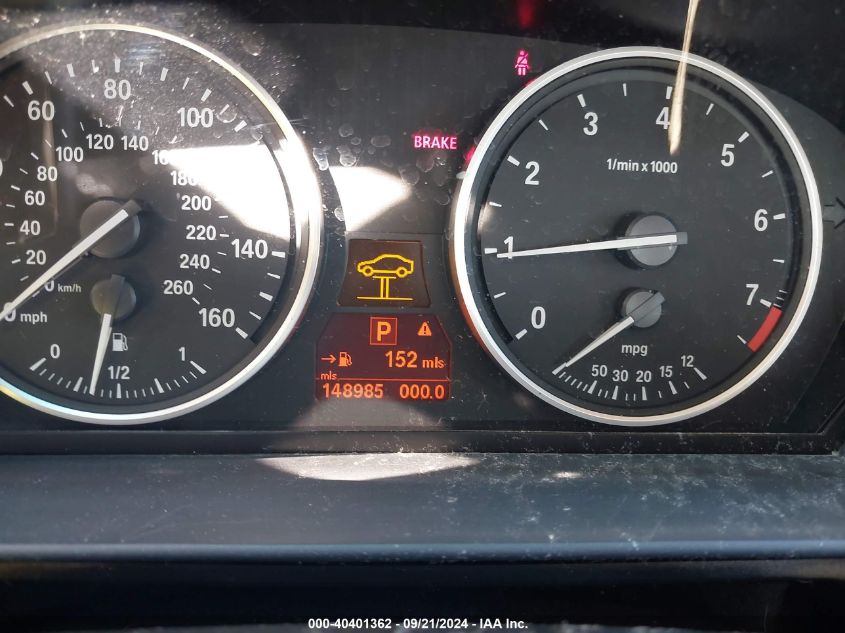 60 80 100
100 120 140
80
60
40
20
180
200
220
240
260
140
160
km/h
mph
0 1/2 1
BRAKE
P
152 mls
mls
148985 000.0
0 1 2 3 4 5 6 7
1/min x 1000
mpg
50 30 20 15 12
000-40401362 - 09/21/2024 - IAA Inc.